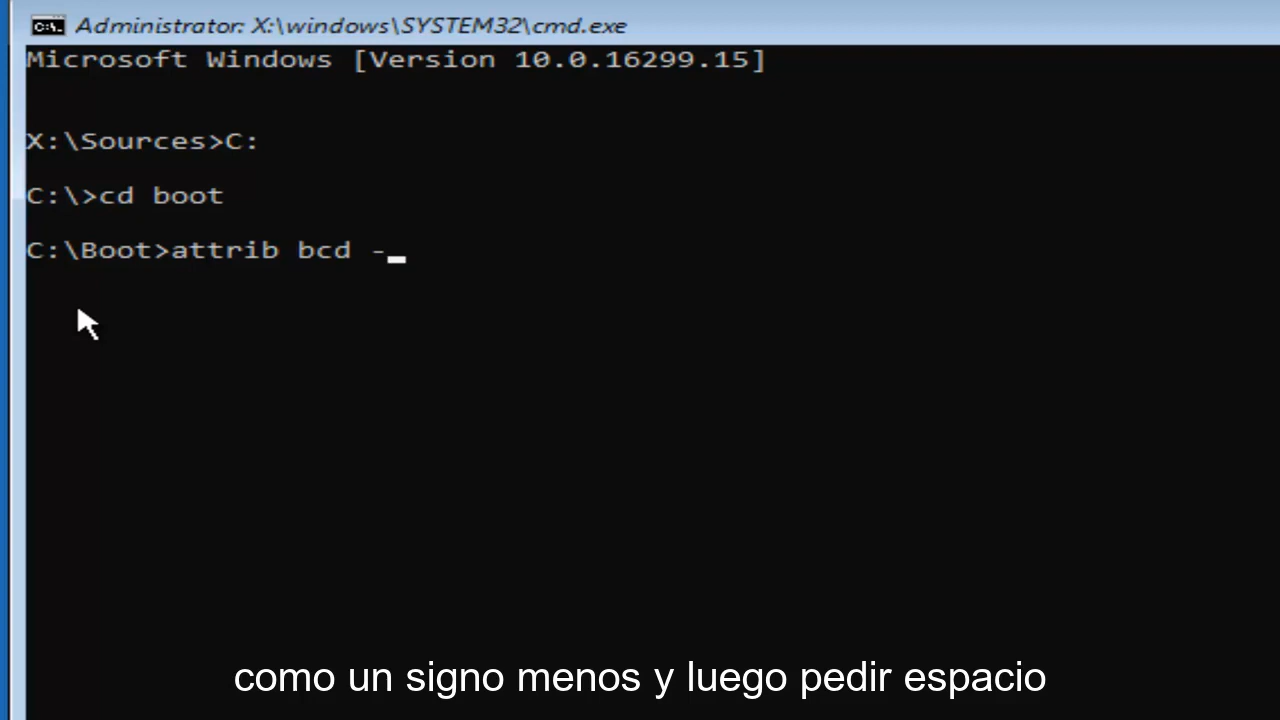 Administrator: X:\windows\SYSTEM32\cmd.exe
Microsoft Windows [Version 10.0.16299.15]
X:\Sources>C:
C:\>cd boot
C:\Boot>attrib bcd -_
como un signo menos y luego pedir espacio